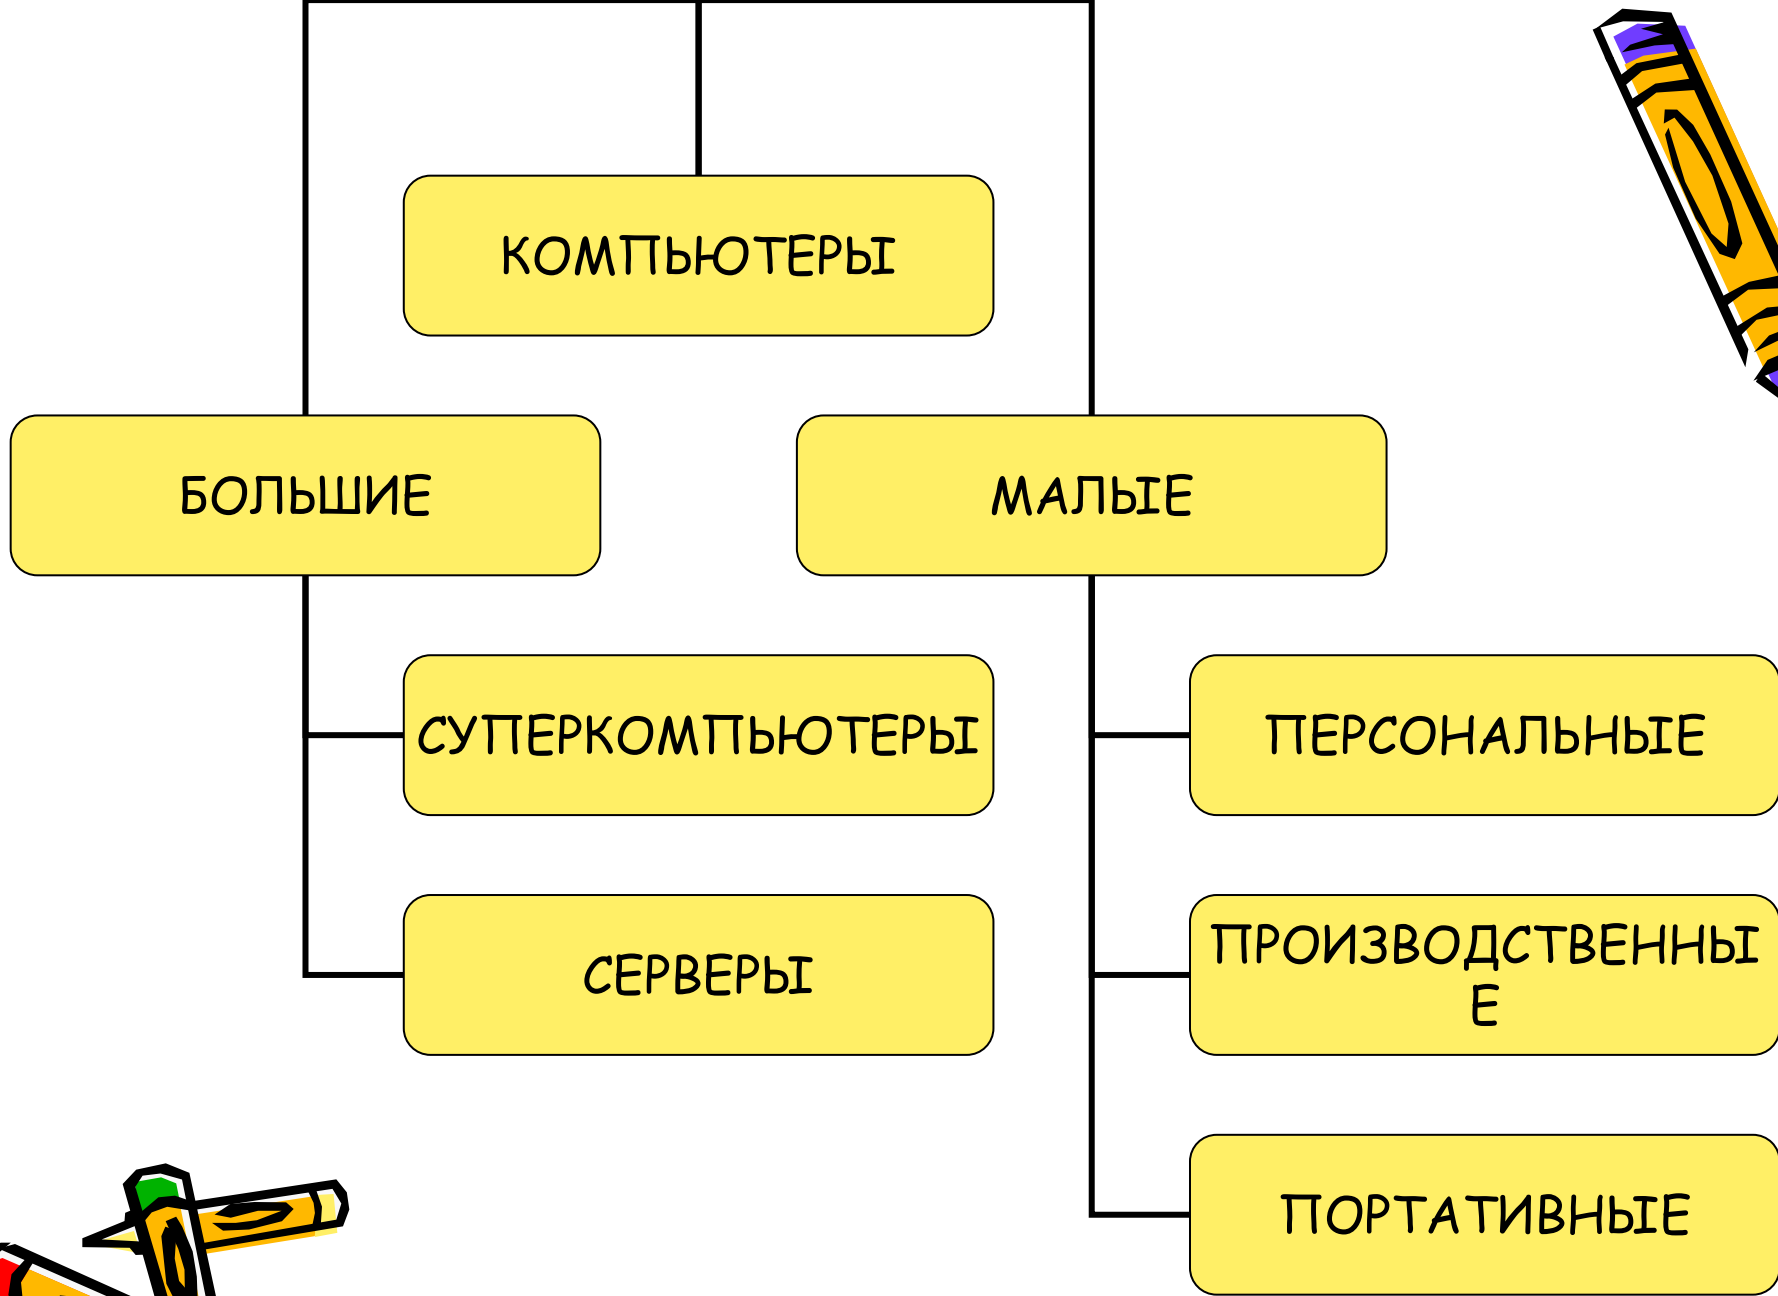 КОМПЬЮТЕРЫ
БОЛЬШИЕ
МАЛЫЕ
СУПЕРКОМПЬЮТЕРЫ
ПЕРСОНАЛЬНЫЕ
СЕРВЕРЫ
ПРОИЗВОДСТВЕННЫ
Е
ПОРТАТИВНЫЕ